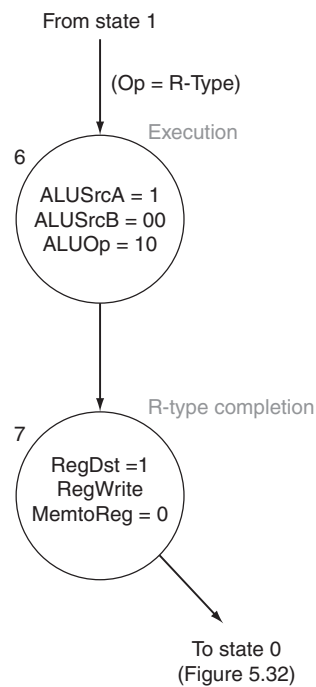 From state 1
(Op = R-Type)
Execution
6
ALUSrcA = 1
ALUSrcB = 00
ALUOp = 10
R-type completion
7
RegDst =1
RegWrite
MemtoReg = 0
To state 0
(Figure 5.32)